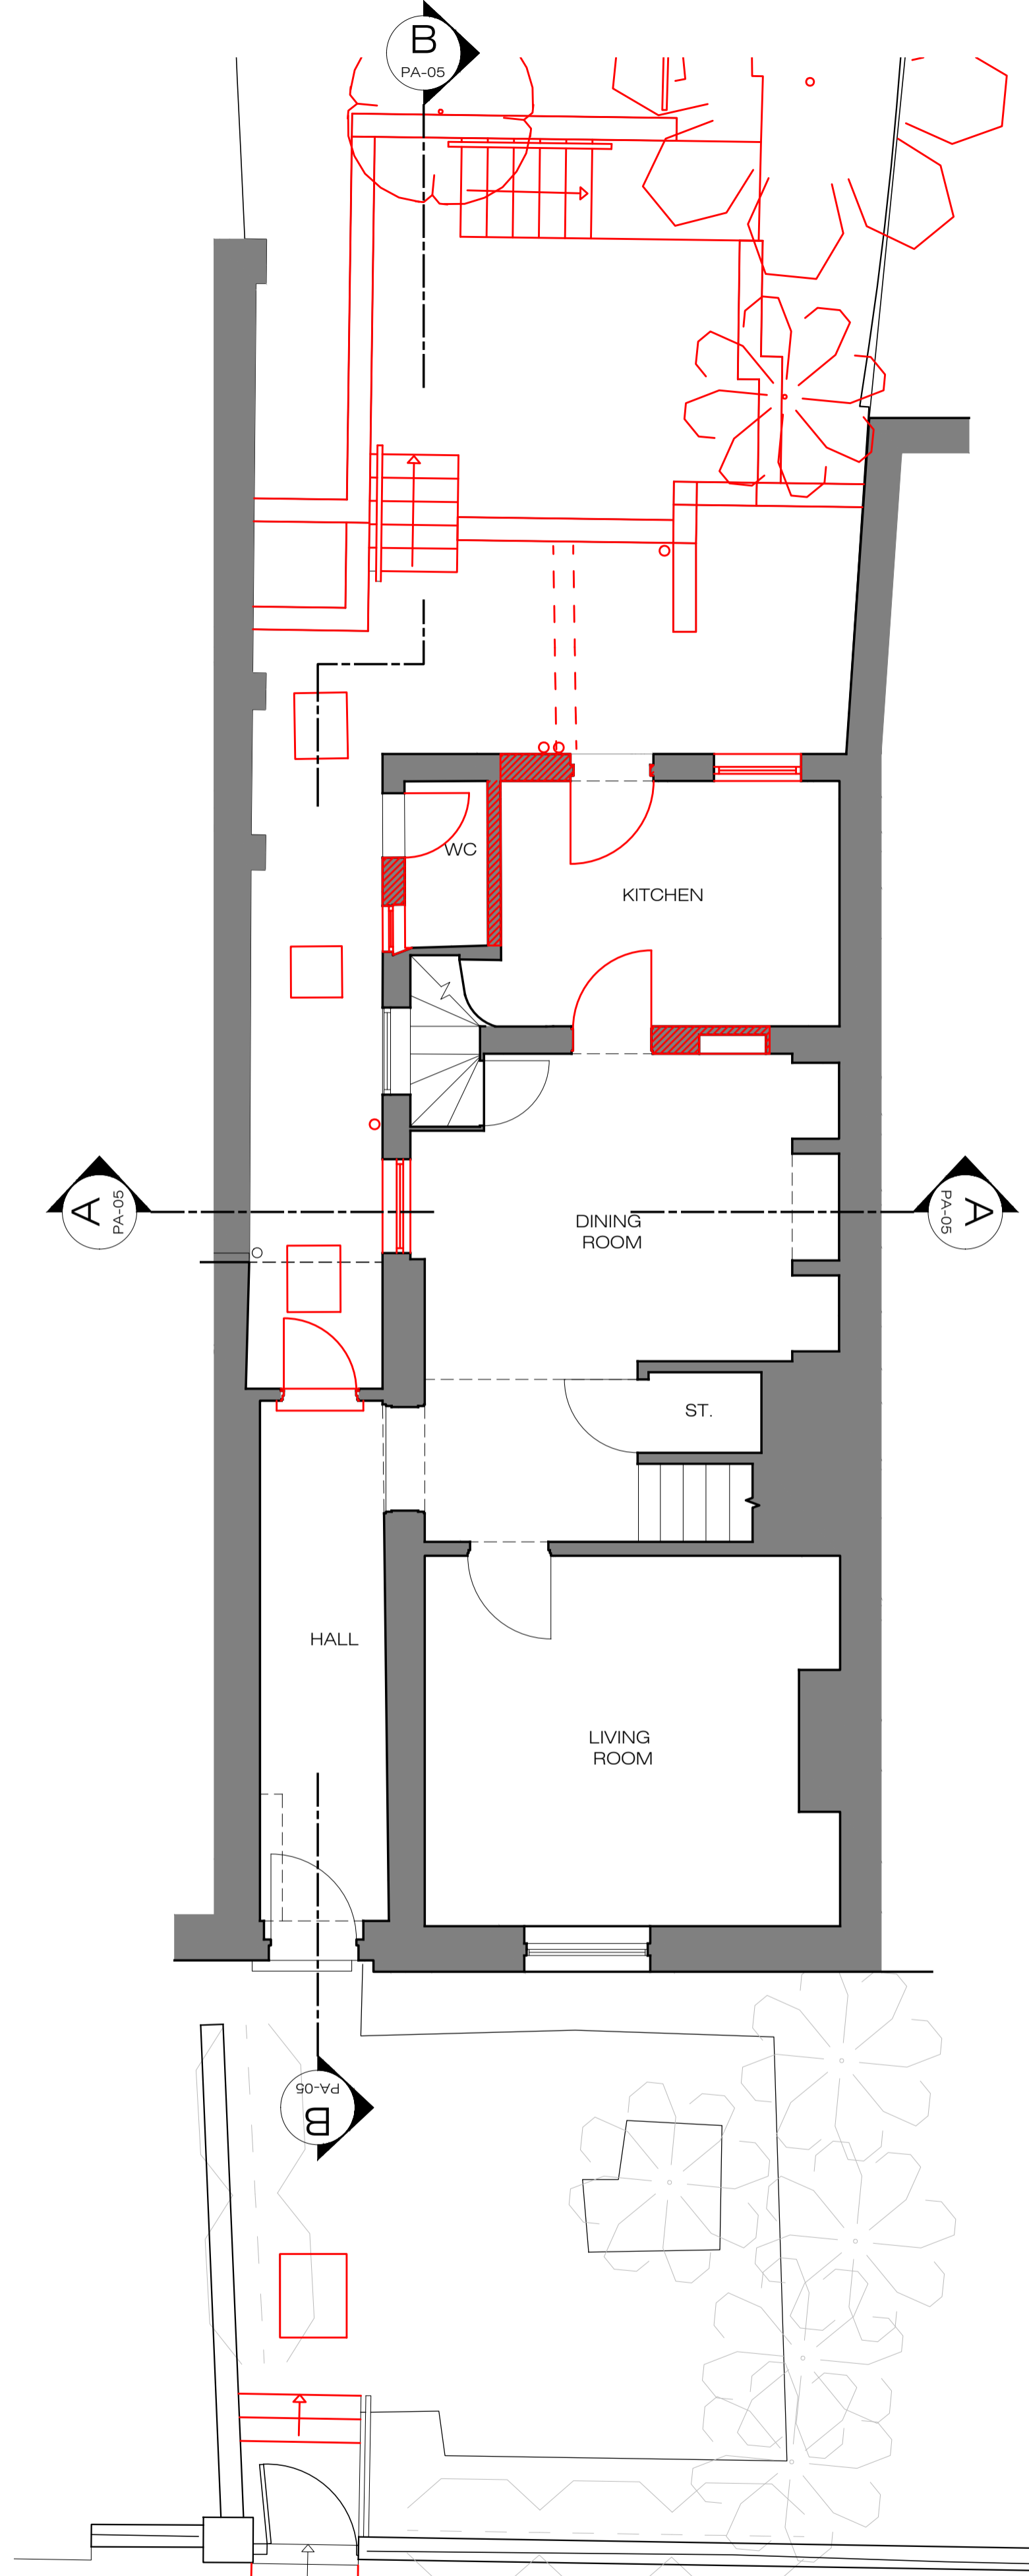 B
PA-05
WC
KITCHEN
A
PA-05
DINING
ROOM
A
PA-05
ST.
HALL
LIVING
ROOM
B
PA-05